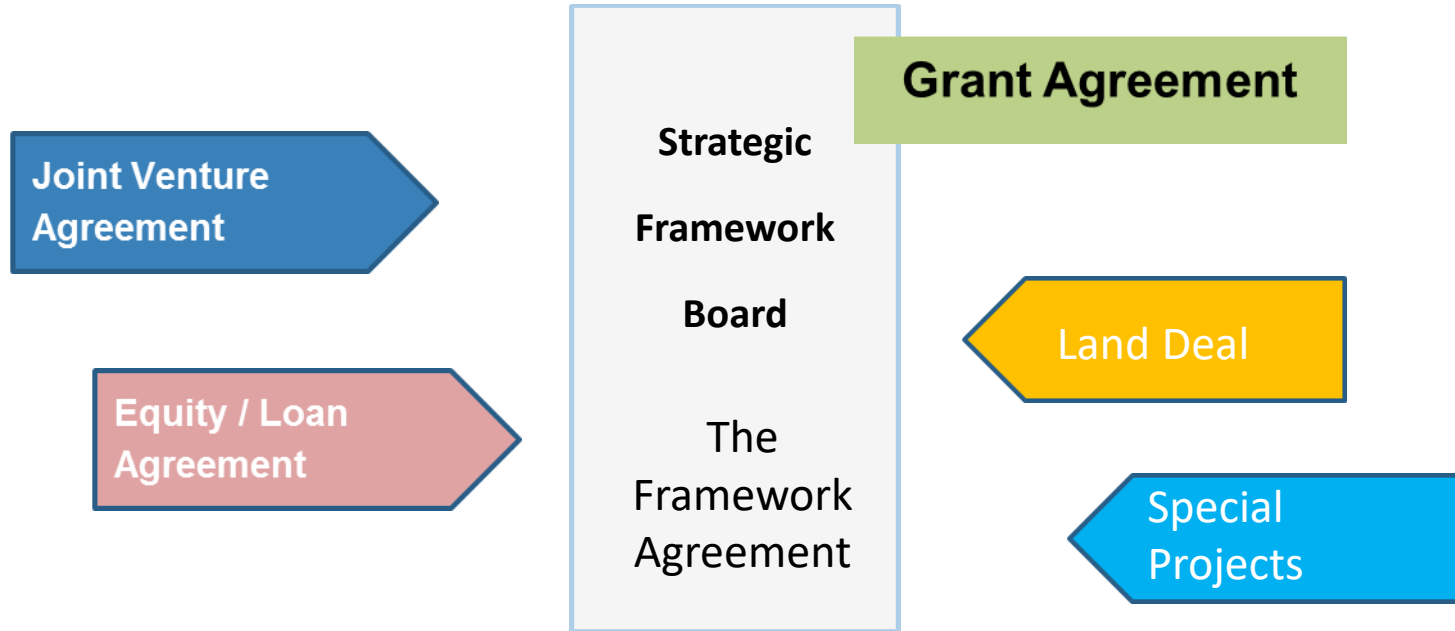 Joint Venture
Agreement
Equity / Loan
Agreement
Strategic
Framework
Board
The
Framework
Agreement
Grant Agreement
Land Deal
Special
Projects